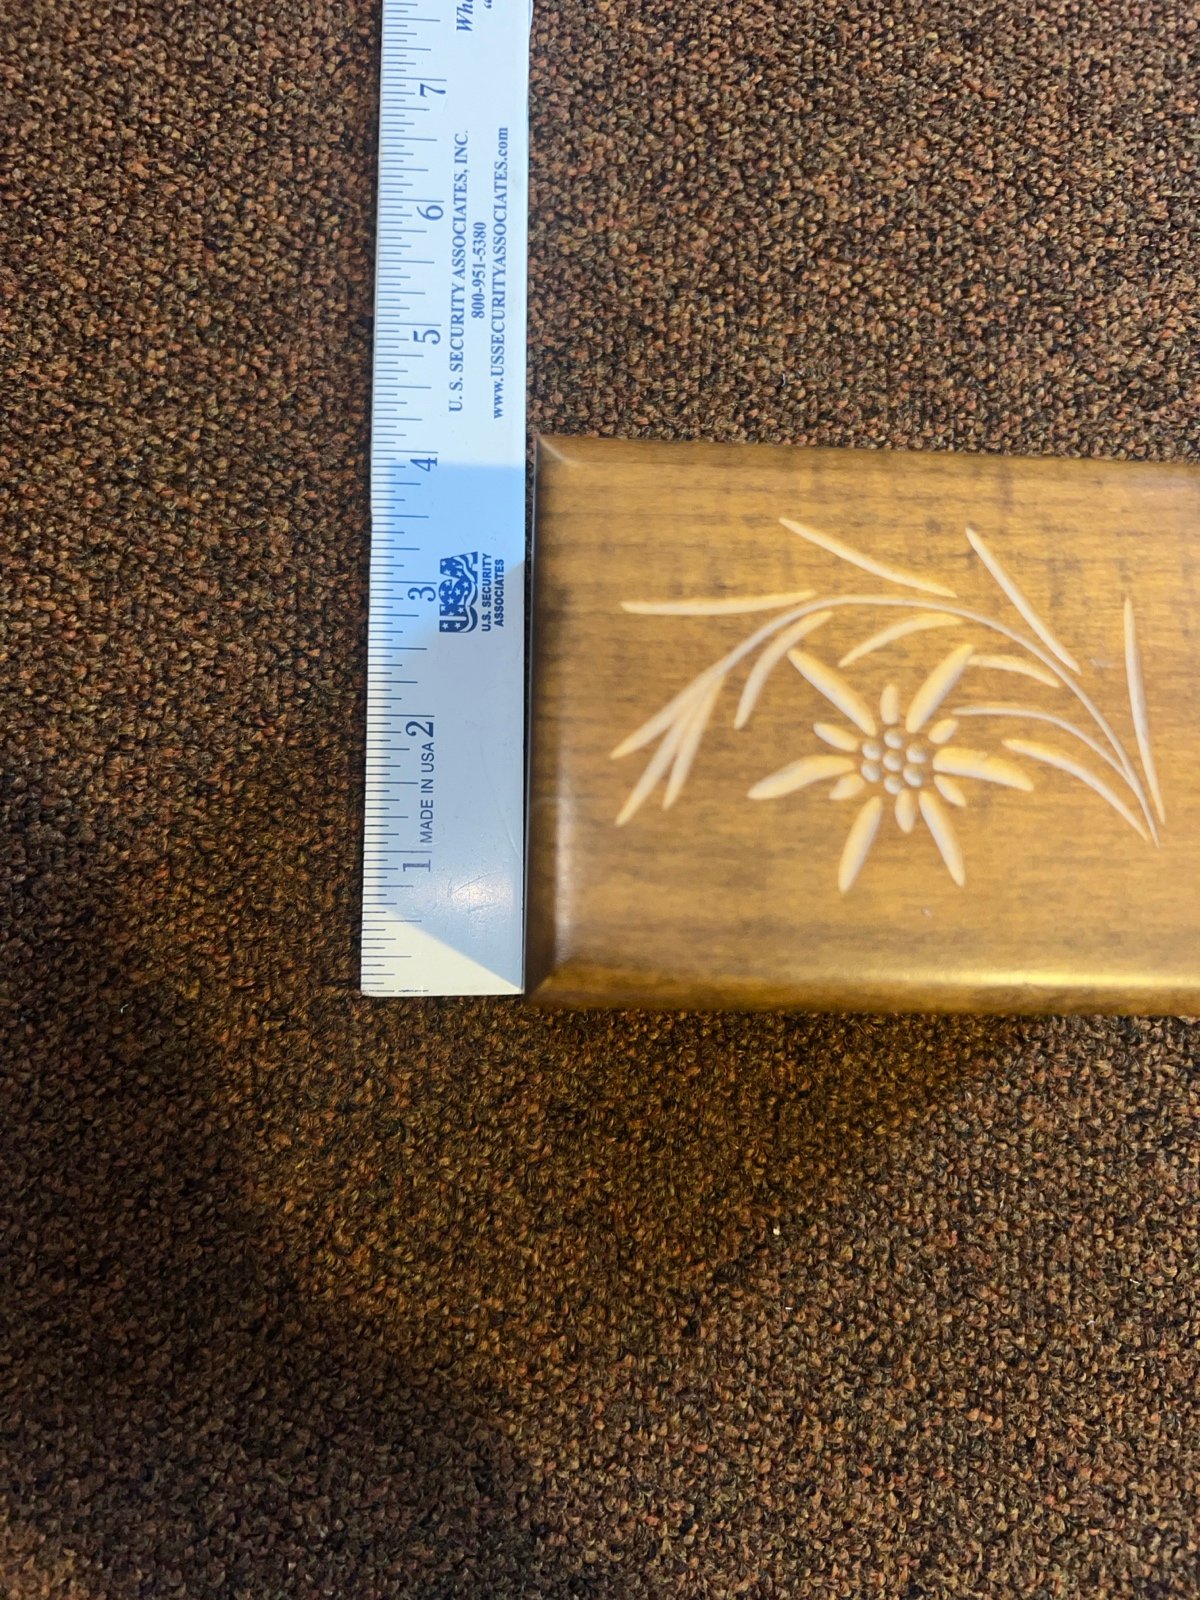 1 2 3 4 5 6 7
MADE IN USA
USA
U.S. SECURITY
ASSOCIATES
U. S. SECURITY ASSOCIATES, INC.
800-951-5380
www.USSECURITYASSOCIATES.com